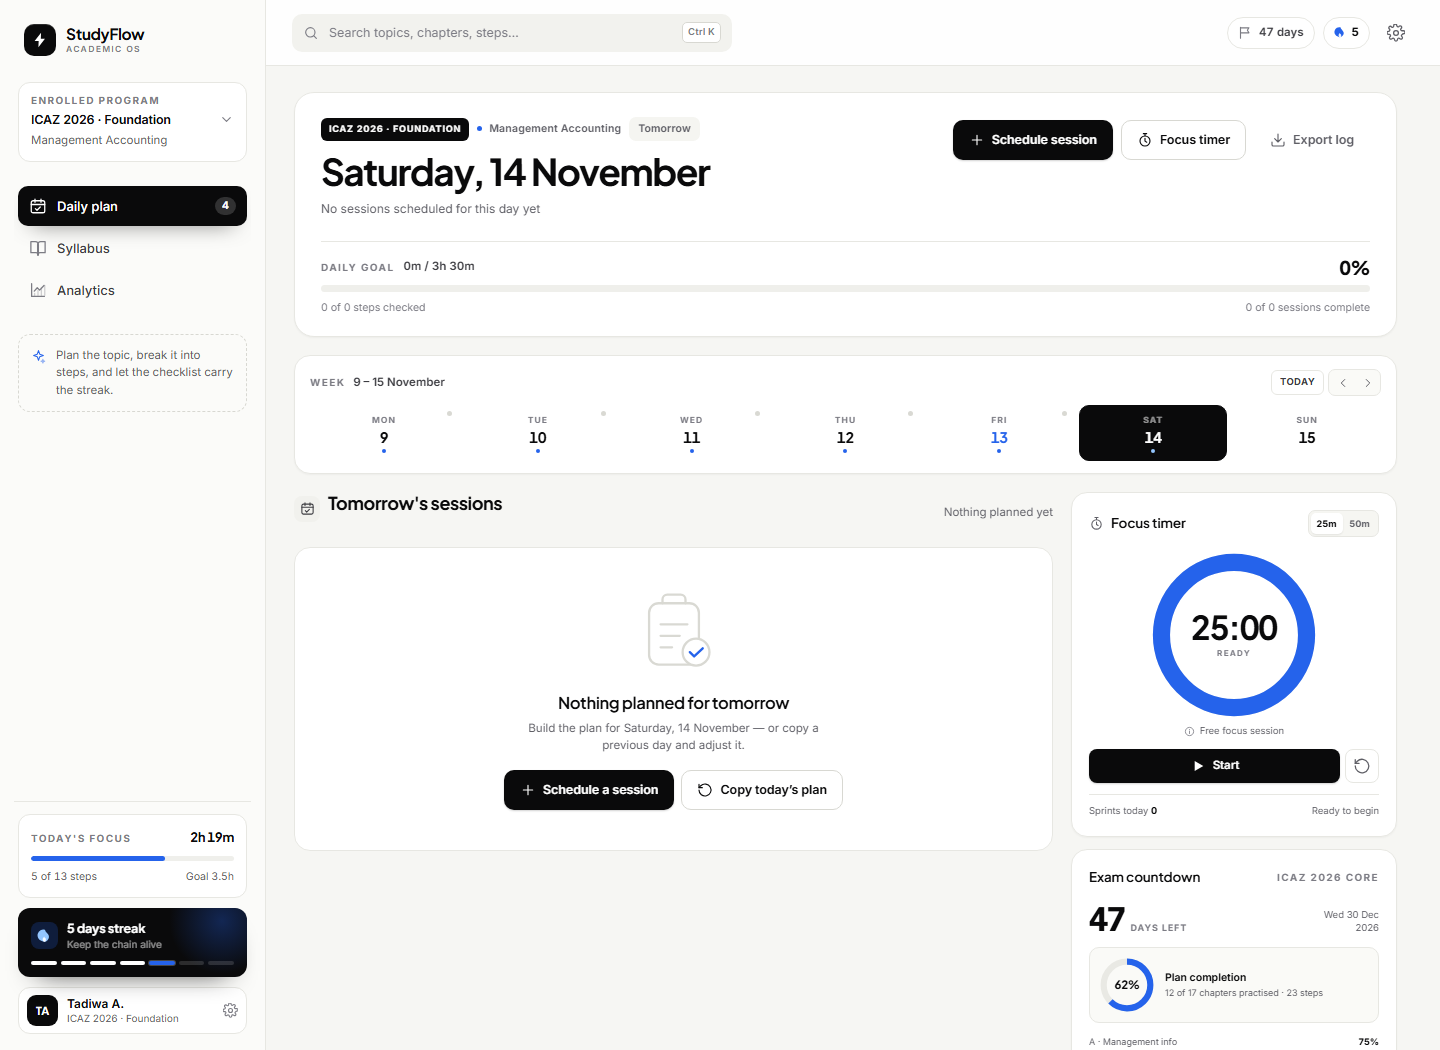 StudyFlow
ACADEMIC OS
ENROLLED PROGRAM
ICAZ 2026 · Foundation
Management Accounting
Daily plan 4
Syllabus
Analytics
Plan the topic, break it into
steps, and let the checklist carry
the streak.
TODAY'S FOCUS 2h 19m
5 of 13 steps Goal 3.5h
5 days streak
Keep the chain alive
TA
Tadiwa A.
ICAZ 2026 · Foundation
Search topics, chapters, steps... Ctrl K
47 days 5
ICAZ 2026 · FOUNDATION Management Accounting Tomorrow
Saturday, 14 November
No sessions scheduled for this day yet
Schedule session Focus timer Export log
DAILY GOAL 0m / 3h 30m 0%
0 of 0 steps checked 0 of 0 sessions complete
WEEK 9 – 15 November TODAY
MON TUE WED THU FRI SAT SUN
9 10 11 12 13 14 15
Tomorrow's sessions Nothing planned yet
Nothing planned for tomorrow
Build the plan for Saturday, 14 November — or copy a
previous day and adjust it.
Schedule a session Copy today’s plan
Focus timer 25m 50m
25:00
READY
Free focus session
Start
Sprints today 0 Ready to begin
Exam countdown ICAZ 2026 CORE
47 DAYS LEFT Wed 30 Dec
2026
62%
Plan completion
12 of 17 chapters practised · 23 steps
A · Management info 75%